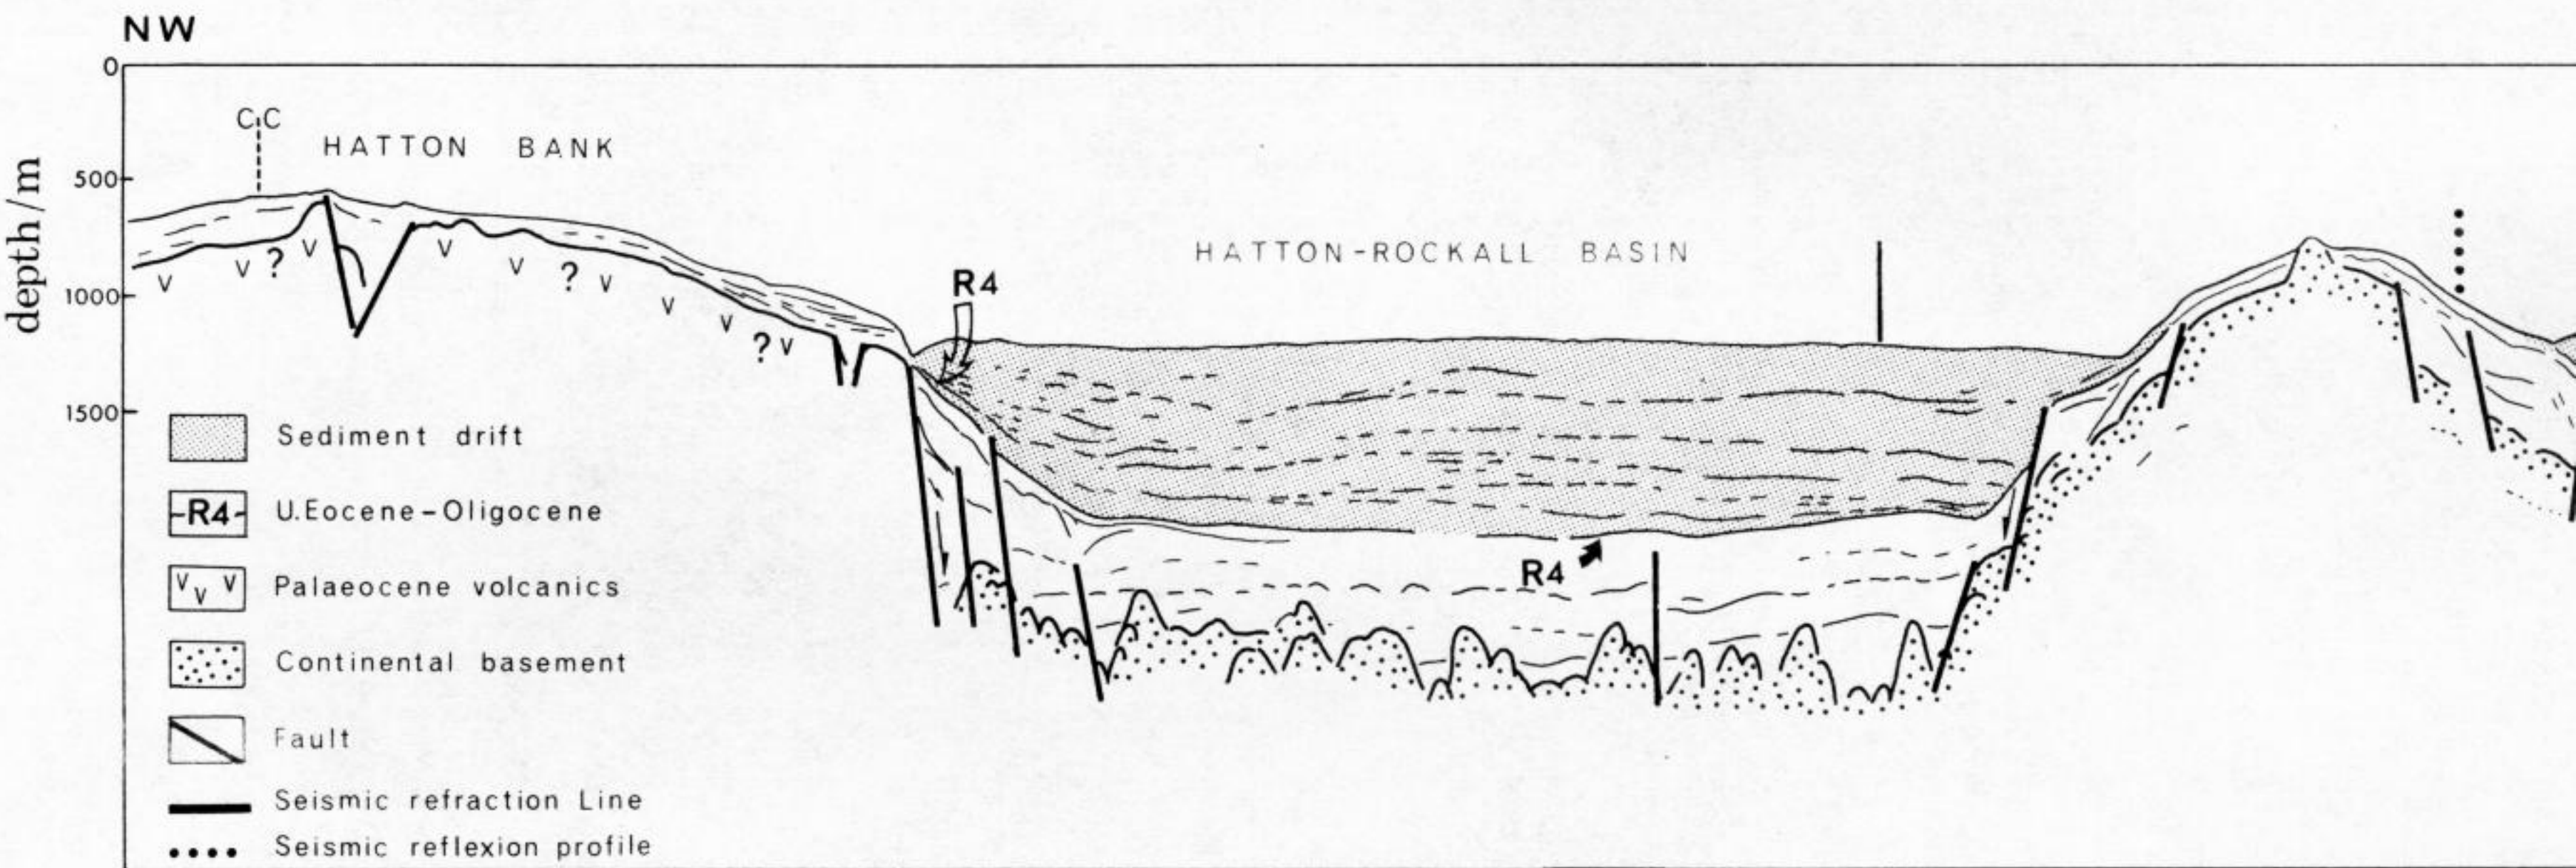 NW
0
C C
HATTON BANK
500
depth/m
HATTON-ROCKALL BASIN
R4
1000
1500
Sediment drift
R4
U.Eocene-Oligocene
R4
V V V
Palaeocene volcanics
Continental basement
Fault
Seismic refraction Line
Seismic reflexion profile
v v ? v v v ? v v v ? v